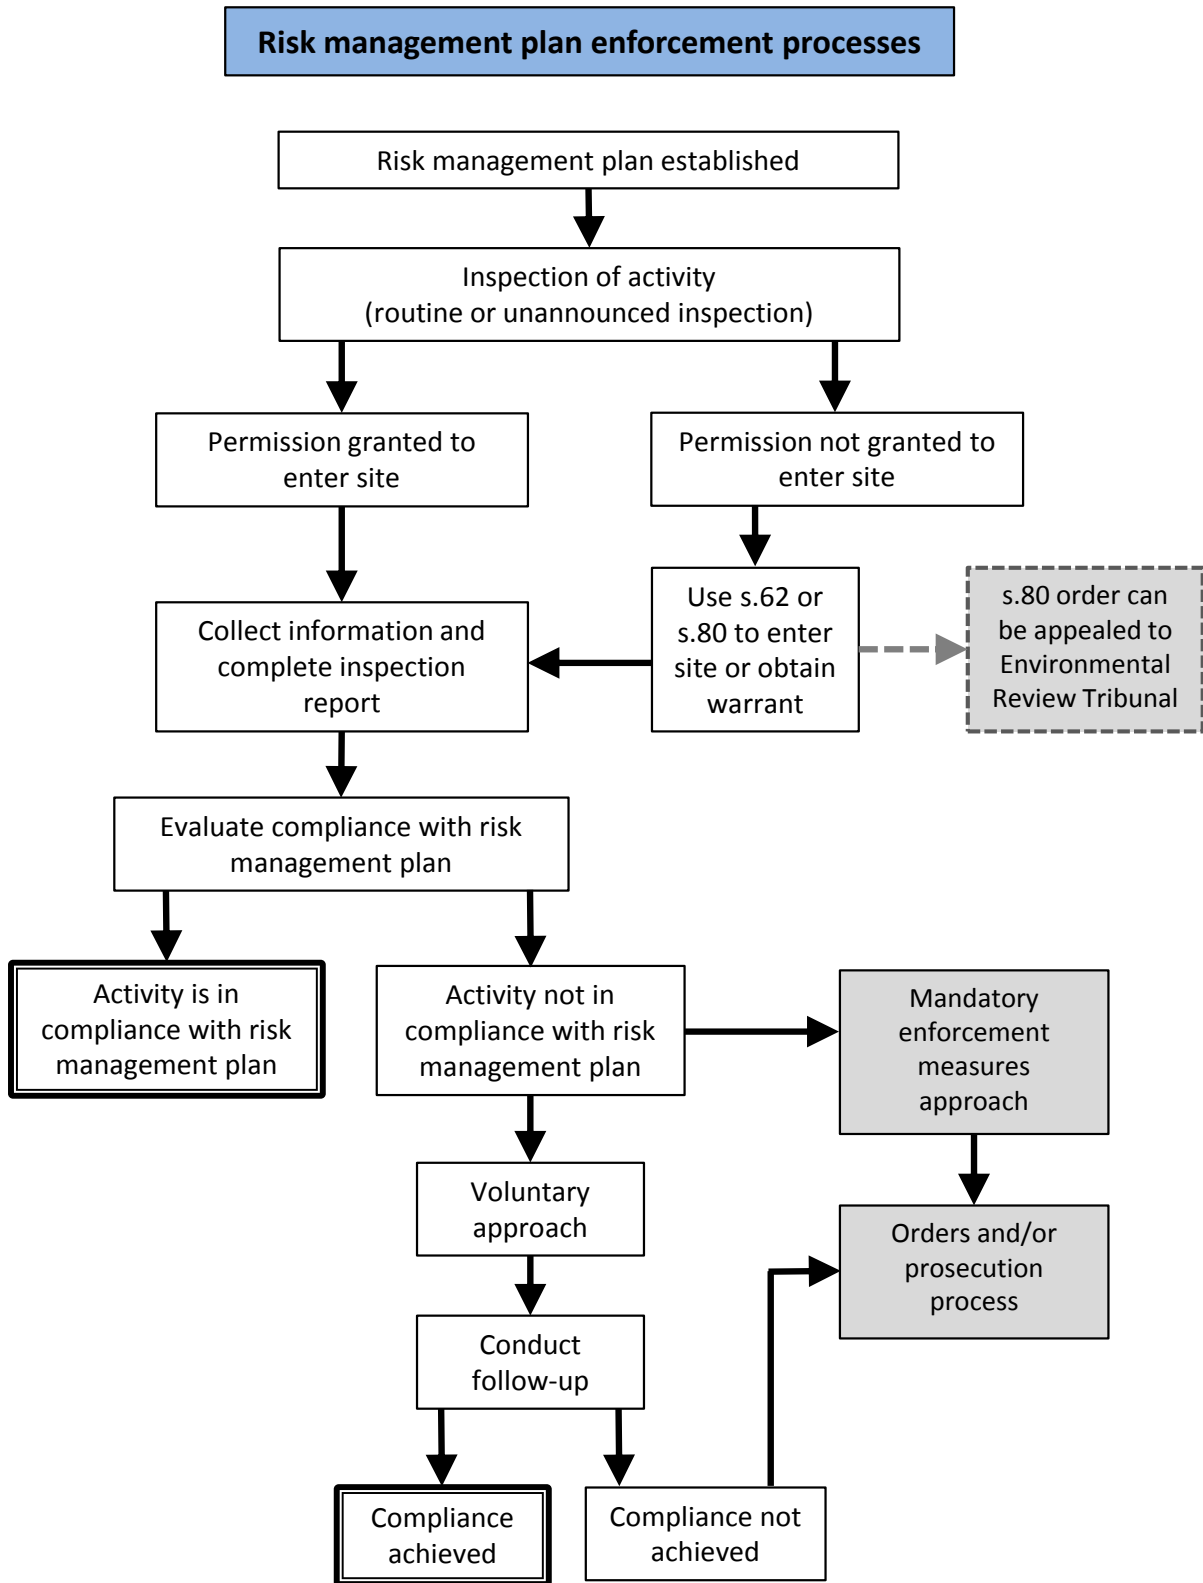 Risk management plan enforcement processes
Risk management plan established
Inspection of activity
(routine or unannounced inspection)
Permission granted to
enter site
Permission not granted to
enter site
Collect information and
complete inspection
report
Use s.62 or
s.80 to enter
site or obtain
warrant
s.80 order can
be appealed to
Environmental
Review Tribunal
Evaluate compliance with risk
management plan
Activity is in
compliance with risk
management plan
Activity not in
compliance with risk
management plan
Mandatory
enforcement
measures
approach
Voluntary
approach
Orders and/or
prosecution
process
Conduct
follow-up
Compliance
achieved
Compliance not
achieved